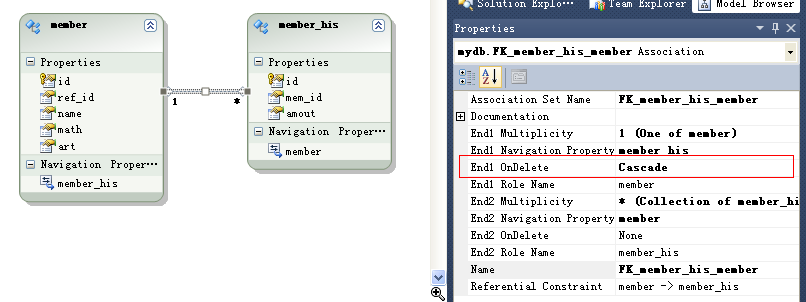 member
Properties
id
ref_id
name
math
art
Navigation Proper···
member_his
1
*
member_his
Properties
id
mem_id
amout
Navigation Proper···
member
Solution Explo···
Team Explorer
Model Browser
Properties
mydb.FK_member_his_member Association
Association Set Name FK_member_his_member
Documentation
End1 Multiplicity 1 (One of member)
End1 Navigation Property member_his
End1 OnDelete Cascade
End1 Role Name member
End2 Multiplicity * (Collection of member_hi
End2 Navigation Property member
End2 OnDelete None
End2 Role Name member_his
Name FK_member_his_member
Referential Constraint member -> member_his